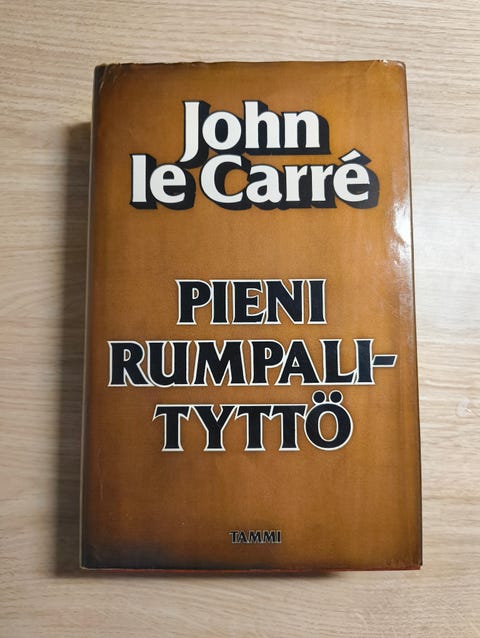 John
le Carré
PIENI
RUMPALI-
TYTTÖ
TAMMI